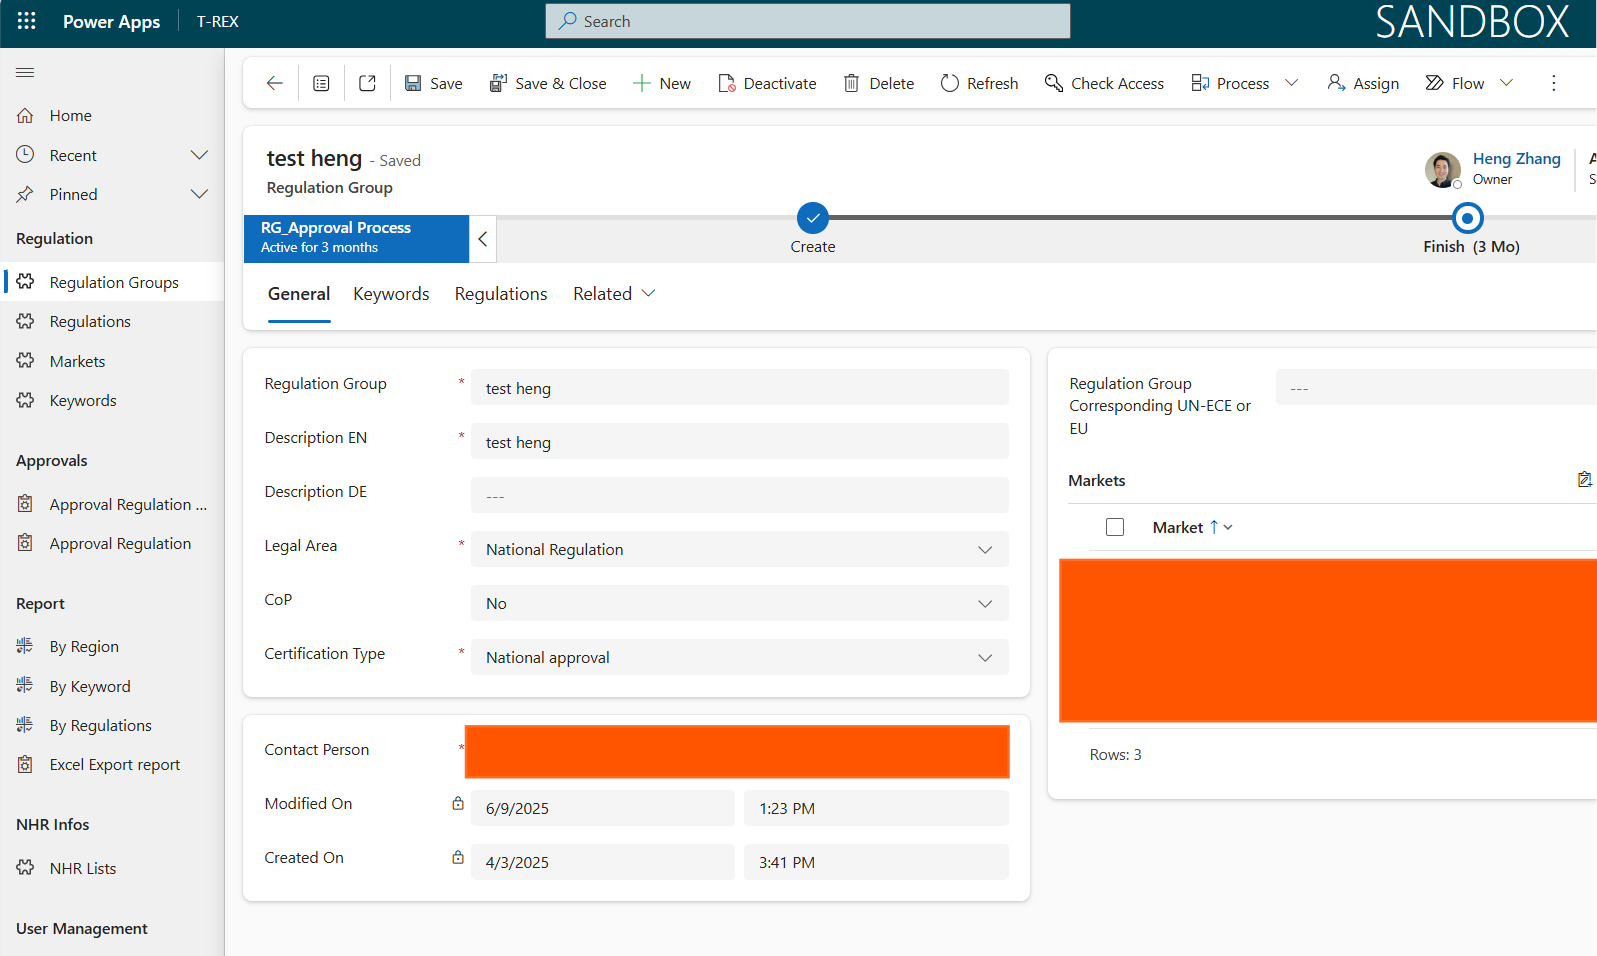 Power Apps
T-REX
Search
SANDBOX
Save
Save & Close
New
Deactivate
Delete
Refresh
Check Access
Process
Assign
Flow
Home
Recent
Pinned
Regulation
Regulation Groups
Regulations
Markets
Keywords
Approvals
Approval Regulation ...
Approval Regulation
Report
By Region
By Keyword
By Regulations
Excel Export report
NHR Infos
NHR Lists
User Management
test heng - Saved
Regulation Group
Heng Zhang
Owner
RG_Approval Process
Active for 3 months
Create
Finish (3 Mo)
General
Keywords
Regulations
Related
Regulation Group * test heng
Description EN * test heng
Description DE ---
Legal Area * National Regulation
CoP No
Certification Type * National approval
Contact Person *
Modified On 6/9/2025 1:23 PM
Created On 4/3/2025 3:41 PM
Regulation Group
Corresponding UN-ECE or
EU
---
Markets
Market
Rows: 3